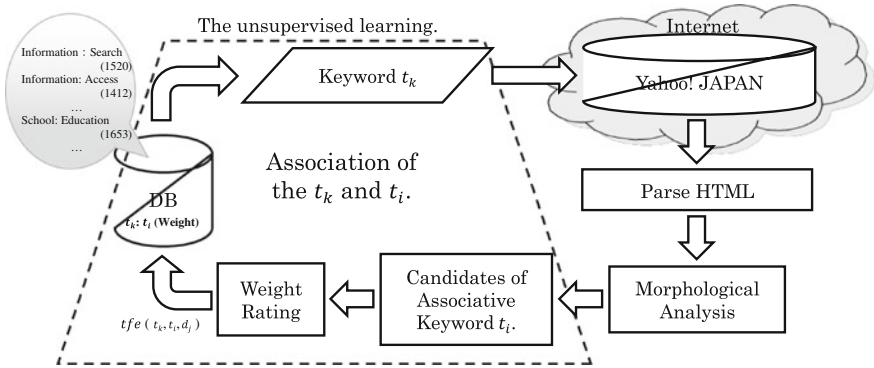 The unsupervised learning.
Information : Search
(1520)
Information: Access
(1412)
...
School: Education
(1653)
...
Keyword tₖ
Internet
Yahoo! JAPAN
Parse HTML
Morphological
Analysis
Candidates of
Associative
Keyword tᵢ.
Weight
Rating
tfe ( tₖ, tᵢ, dⱼ )
DB
tₖ: tᵢ (Weight)
Association of
the tₖ and tᵢ.